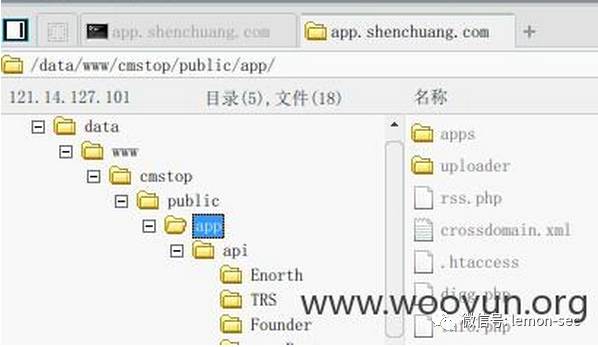 app.shenchuang.com
app.shenchuang.com
+
/data/www/cmstop/public/app/
121.14.127.101 目录(5),文件(18) 名称
data
www
cmstop
public
app
api
Enorth
TRS
Founder
apps
uploader
rss.php
crossdomain.xml
.htaccess
digg.php
info.php
www.wooyun.org
微信号: lemon-sec